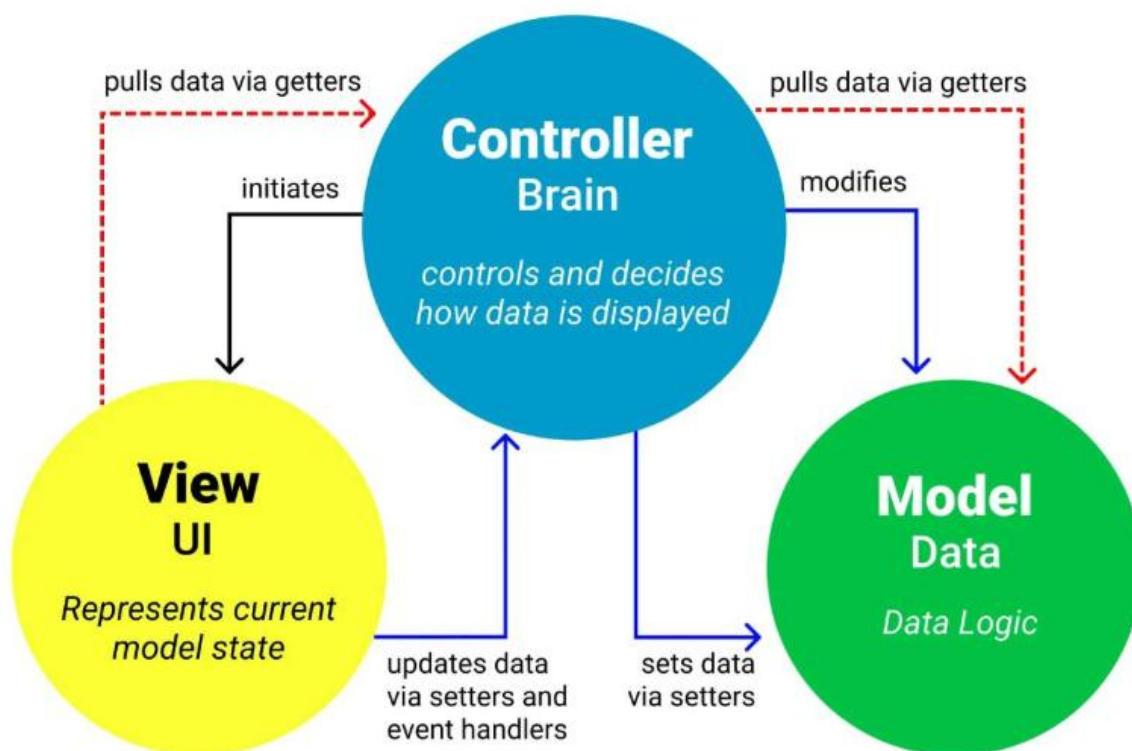 pulls data via getters
pulls data via getters
Controller
Brain
controls and decides
how data is displayed
initiates
modifies
View
UI
Represents current
model state
Model
Data
Data Logic
updates data
via setters and
event handlers
sets data
via setters